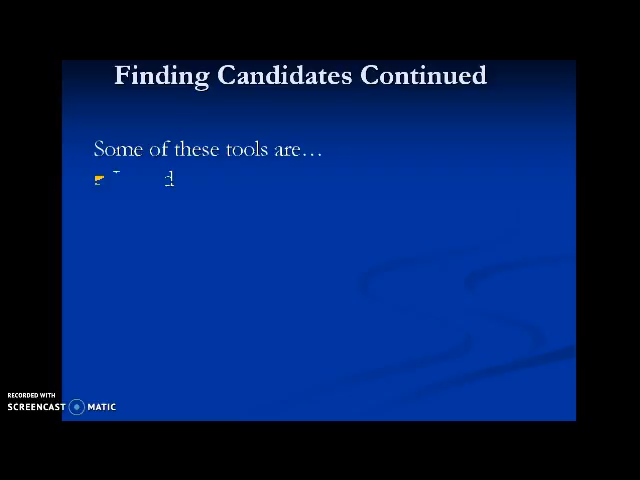 Finding Candidates Continued
Some of these tools are…
RECORDED WITH
SCREENCAST MATIC